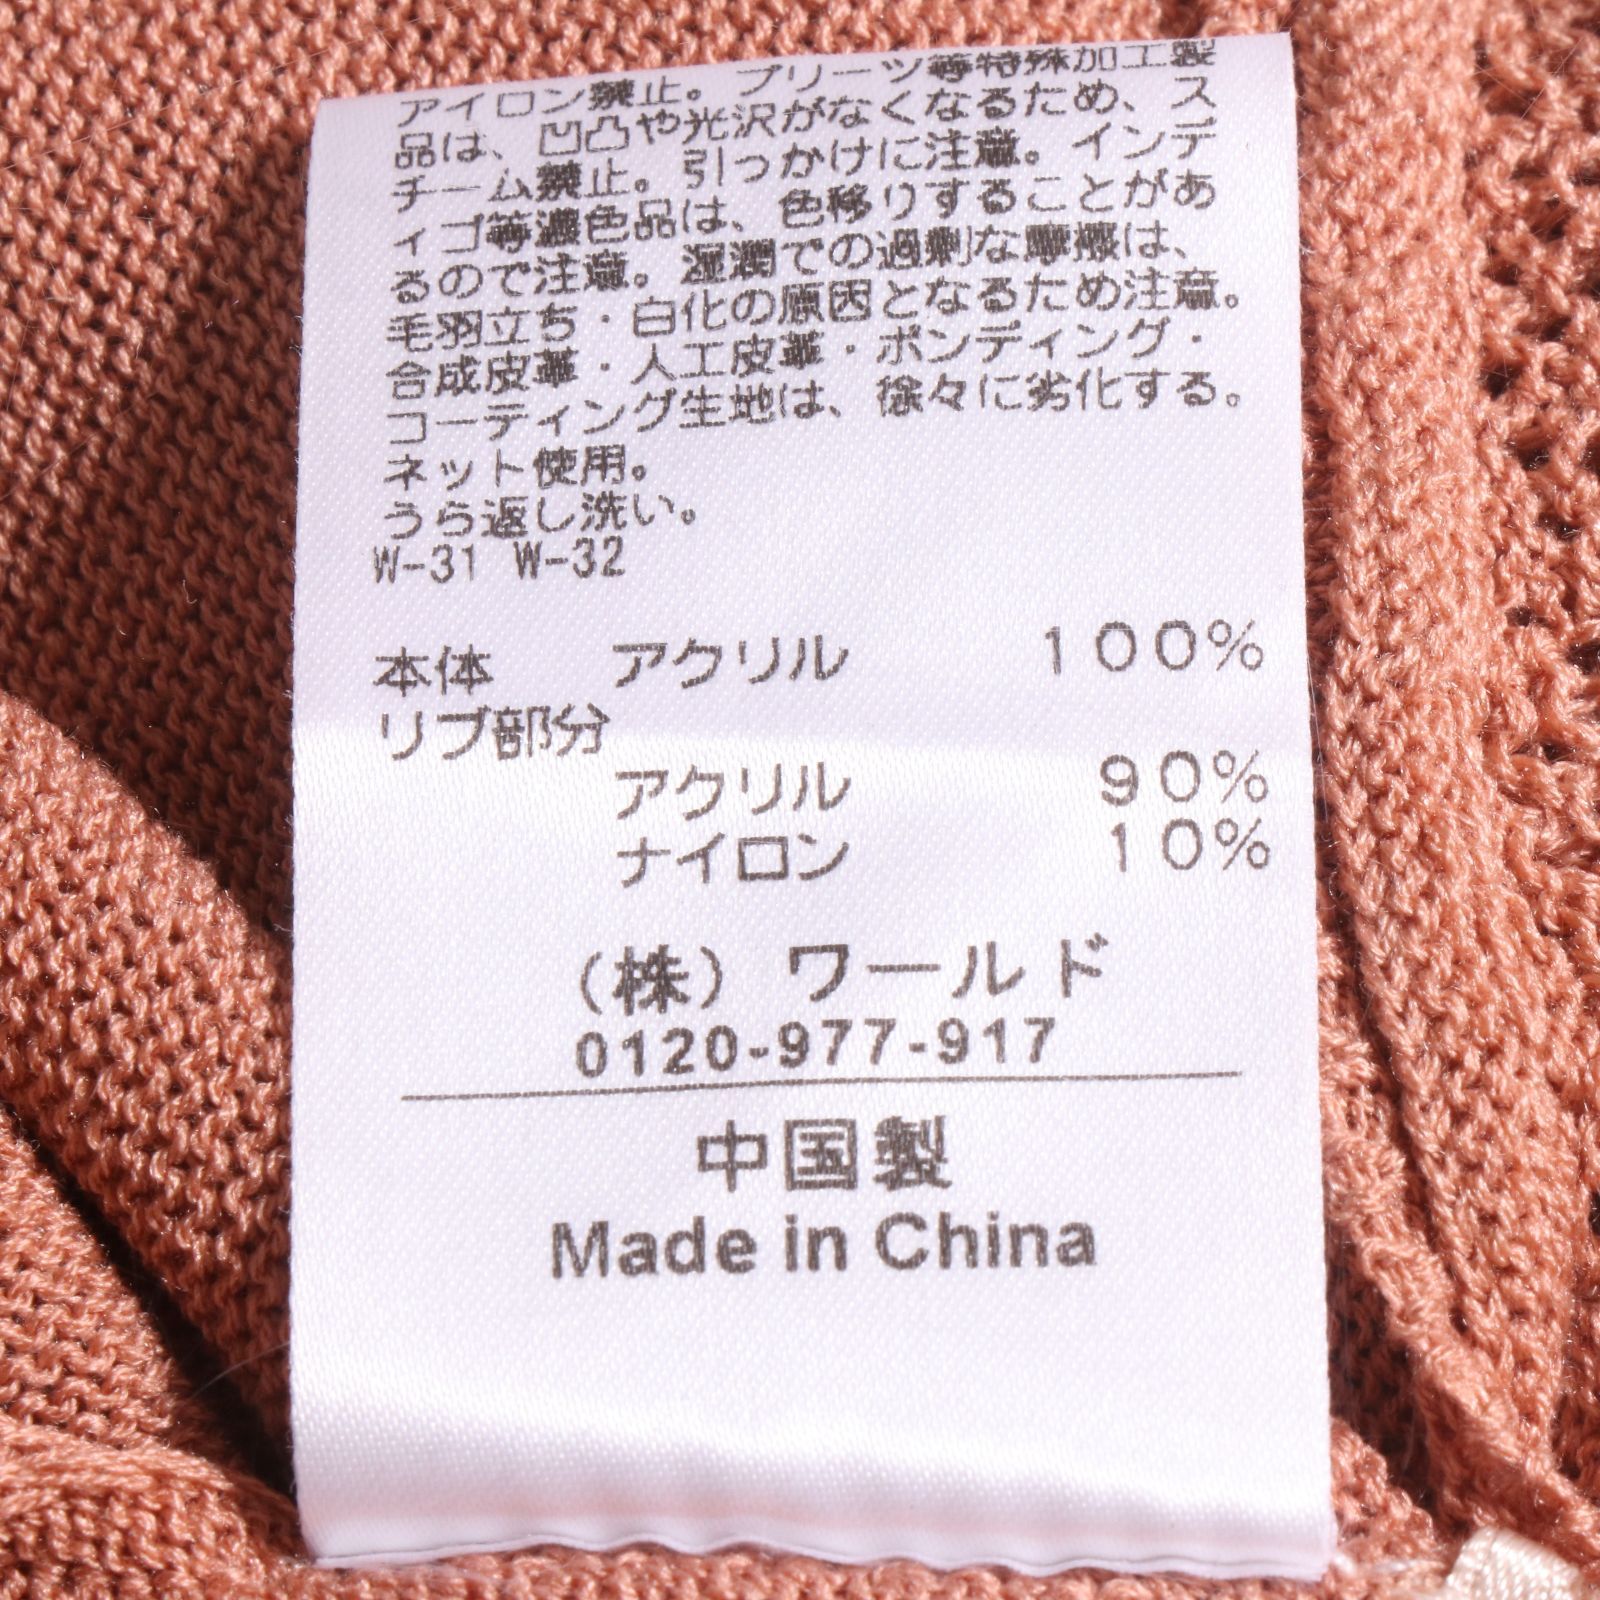 アイロン禁止。プリーツ等特殊加工製
品は、凹凸や光沢がなくなるため、ス
チーム禁止。引っかけに注意。インデ
ィゴ等濃色品は、色移りすることがあ
るので注意。湿潤での過剰な摩擦は、
毛羽立ち・白化の原因となるため注意。
合成皮革・人工皮革・ボンディング・
コーティング生地は、徐々に劣化する。
ネット使用。
うら返し洗い。
W-31 W-32
本体 アクリル 100%
リブ部分
アクリル 90%
ナイロン 10%
(株)ワールド
0120-977-917
中国製
Made in China